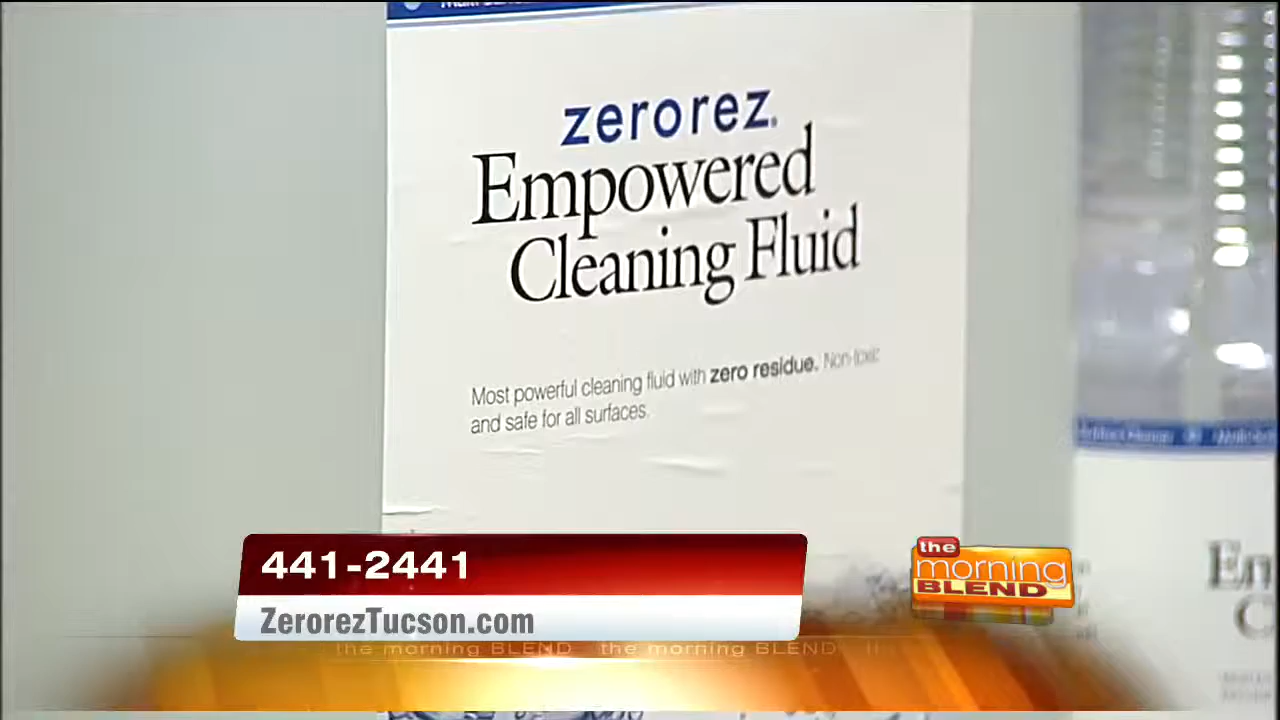 zerorez.
Empowered
Cleaning Fluid
Most powerful cleaning fluid with zero residue. Non-toxic
and safe for all surfaces.
441-2441
ZerorezTucson.com
the
morning
BLEND
the morning BLEND the morning BLEND
En
C